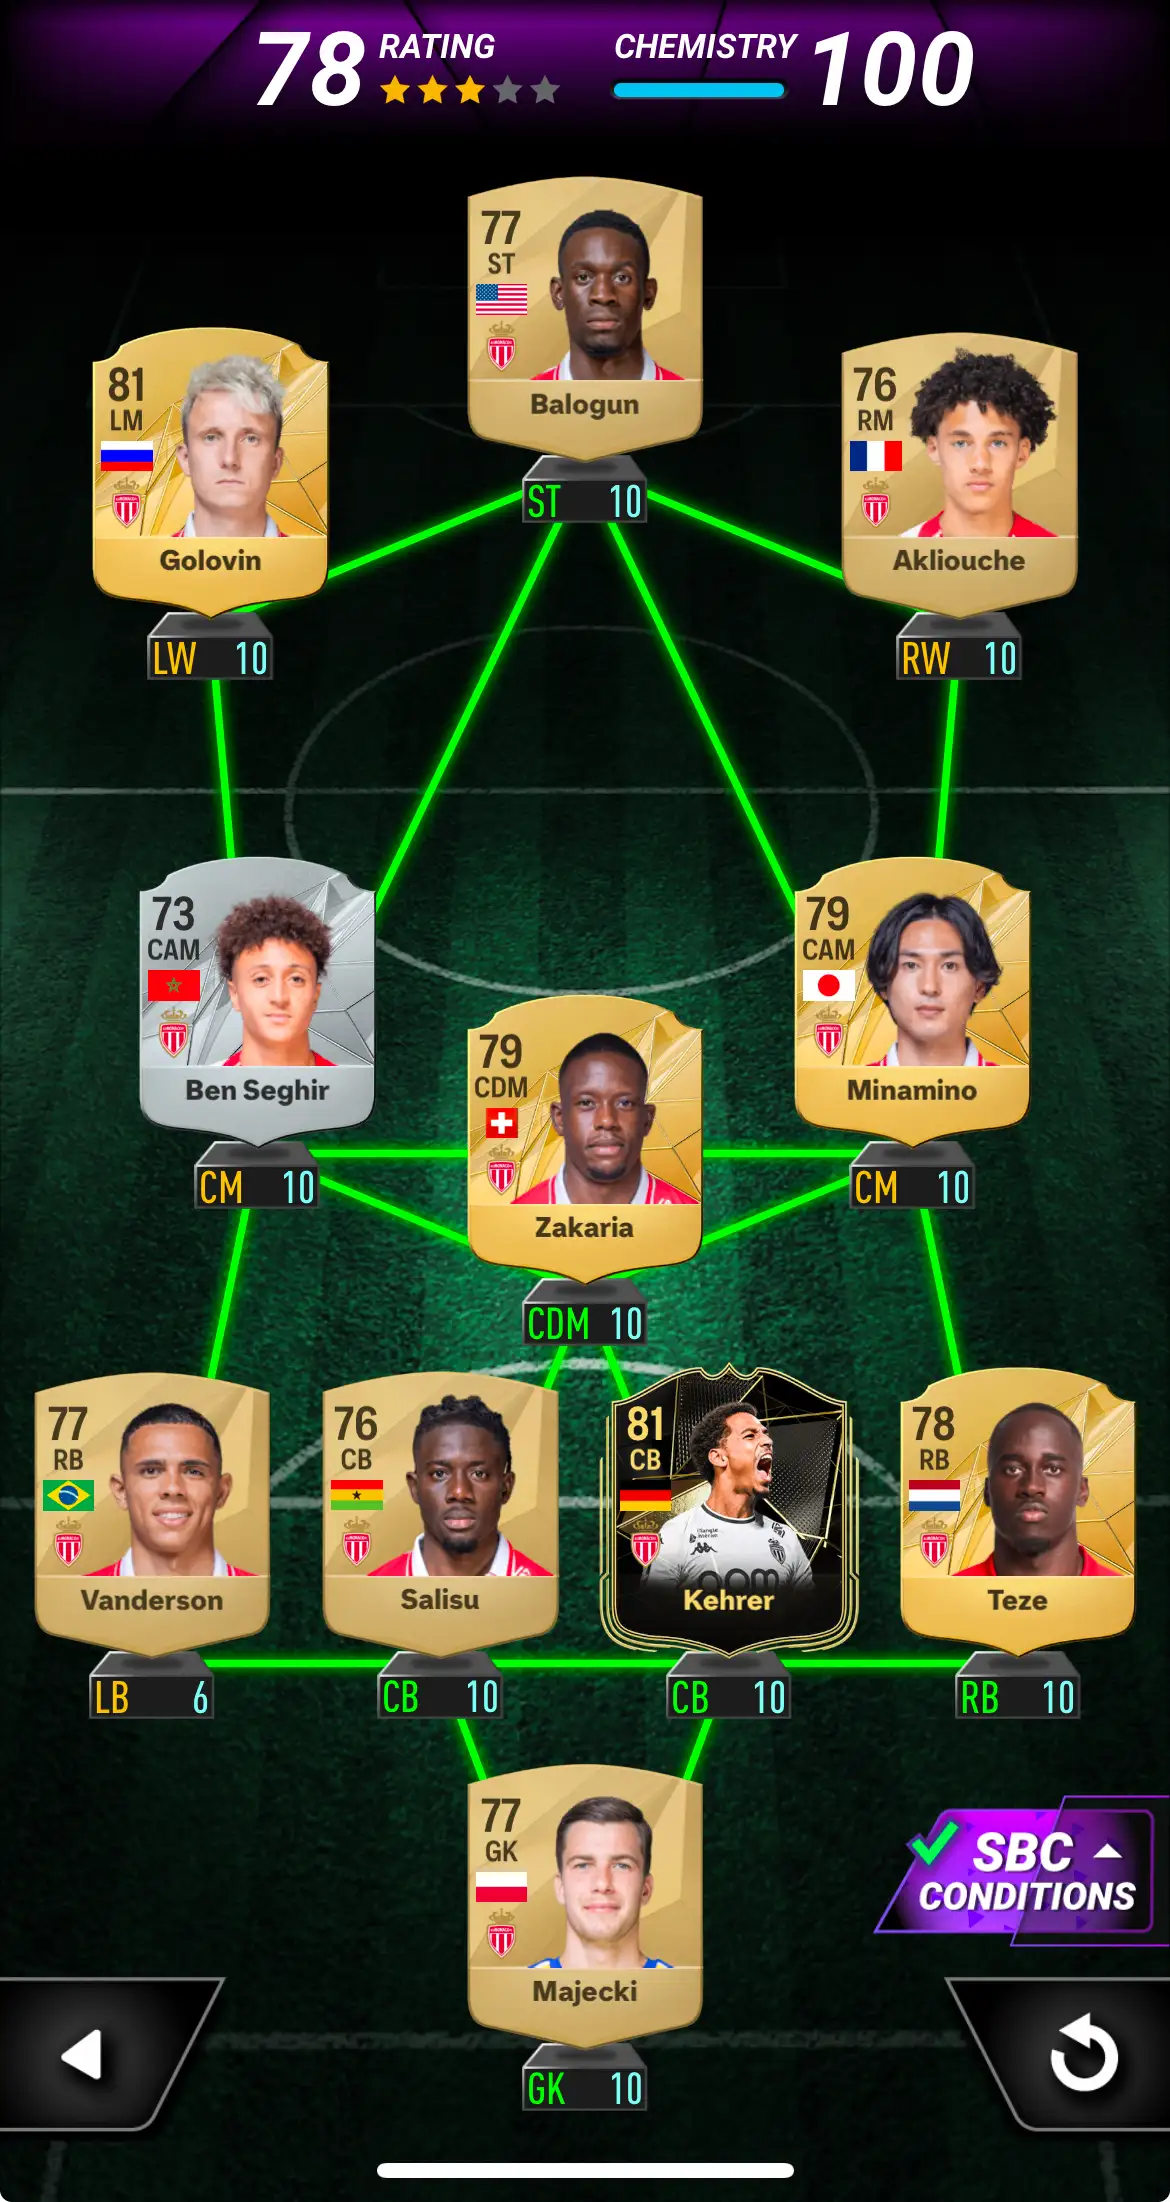 78 RATING CHEMISTRY 100
77
ST
Balogun
ST 10
81
LM
Golovin
LW 10
76
RM
Akliouche
RW 10
73
CAM
Ben Seghir
CM 10
79
CAM
Minamino
CM 10
79
CDM
Zakaria
CDM 10
77
RB
Vanderson
LB 6
76
CB
Salisu
CB 10
81
CB
Kehrer
CB 10
78
RB
Teze
RB 10
77
GK
Majecki
GK 10
SBC
CONDITIONS